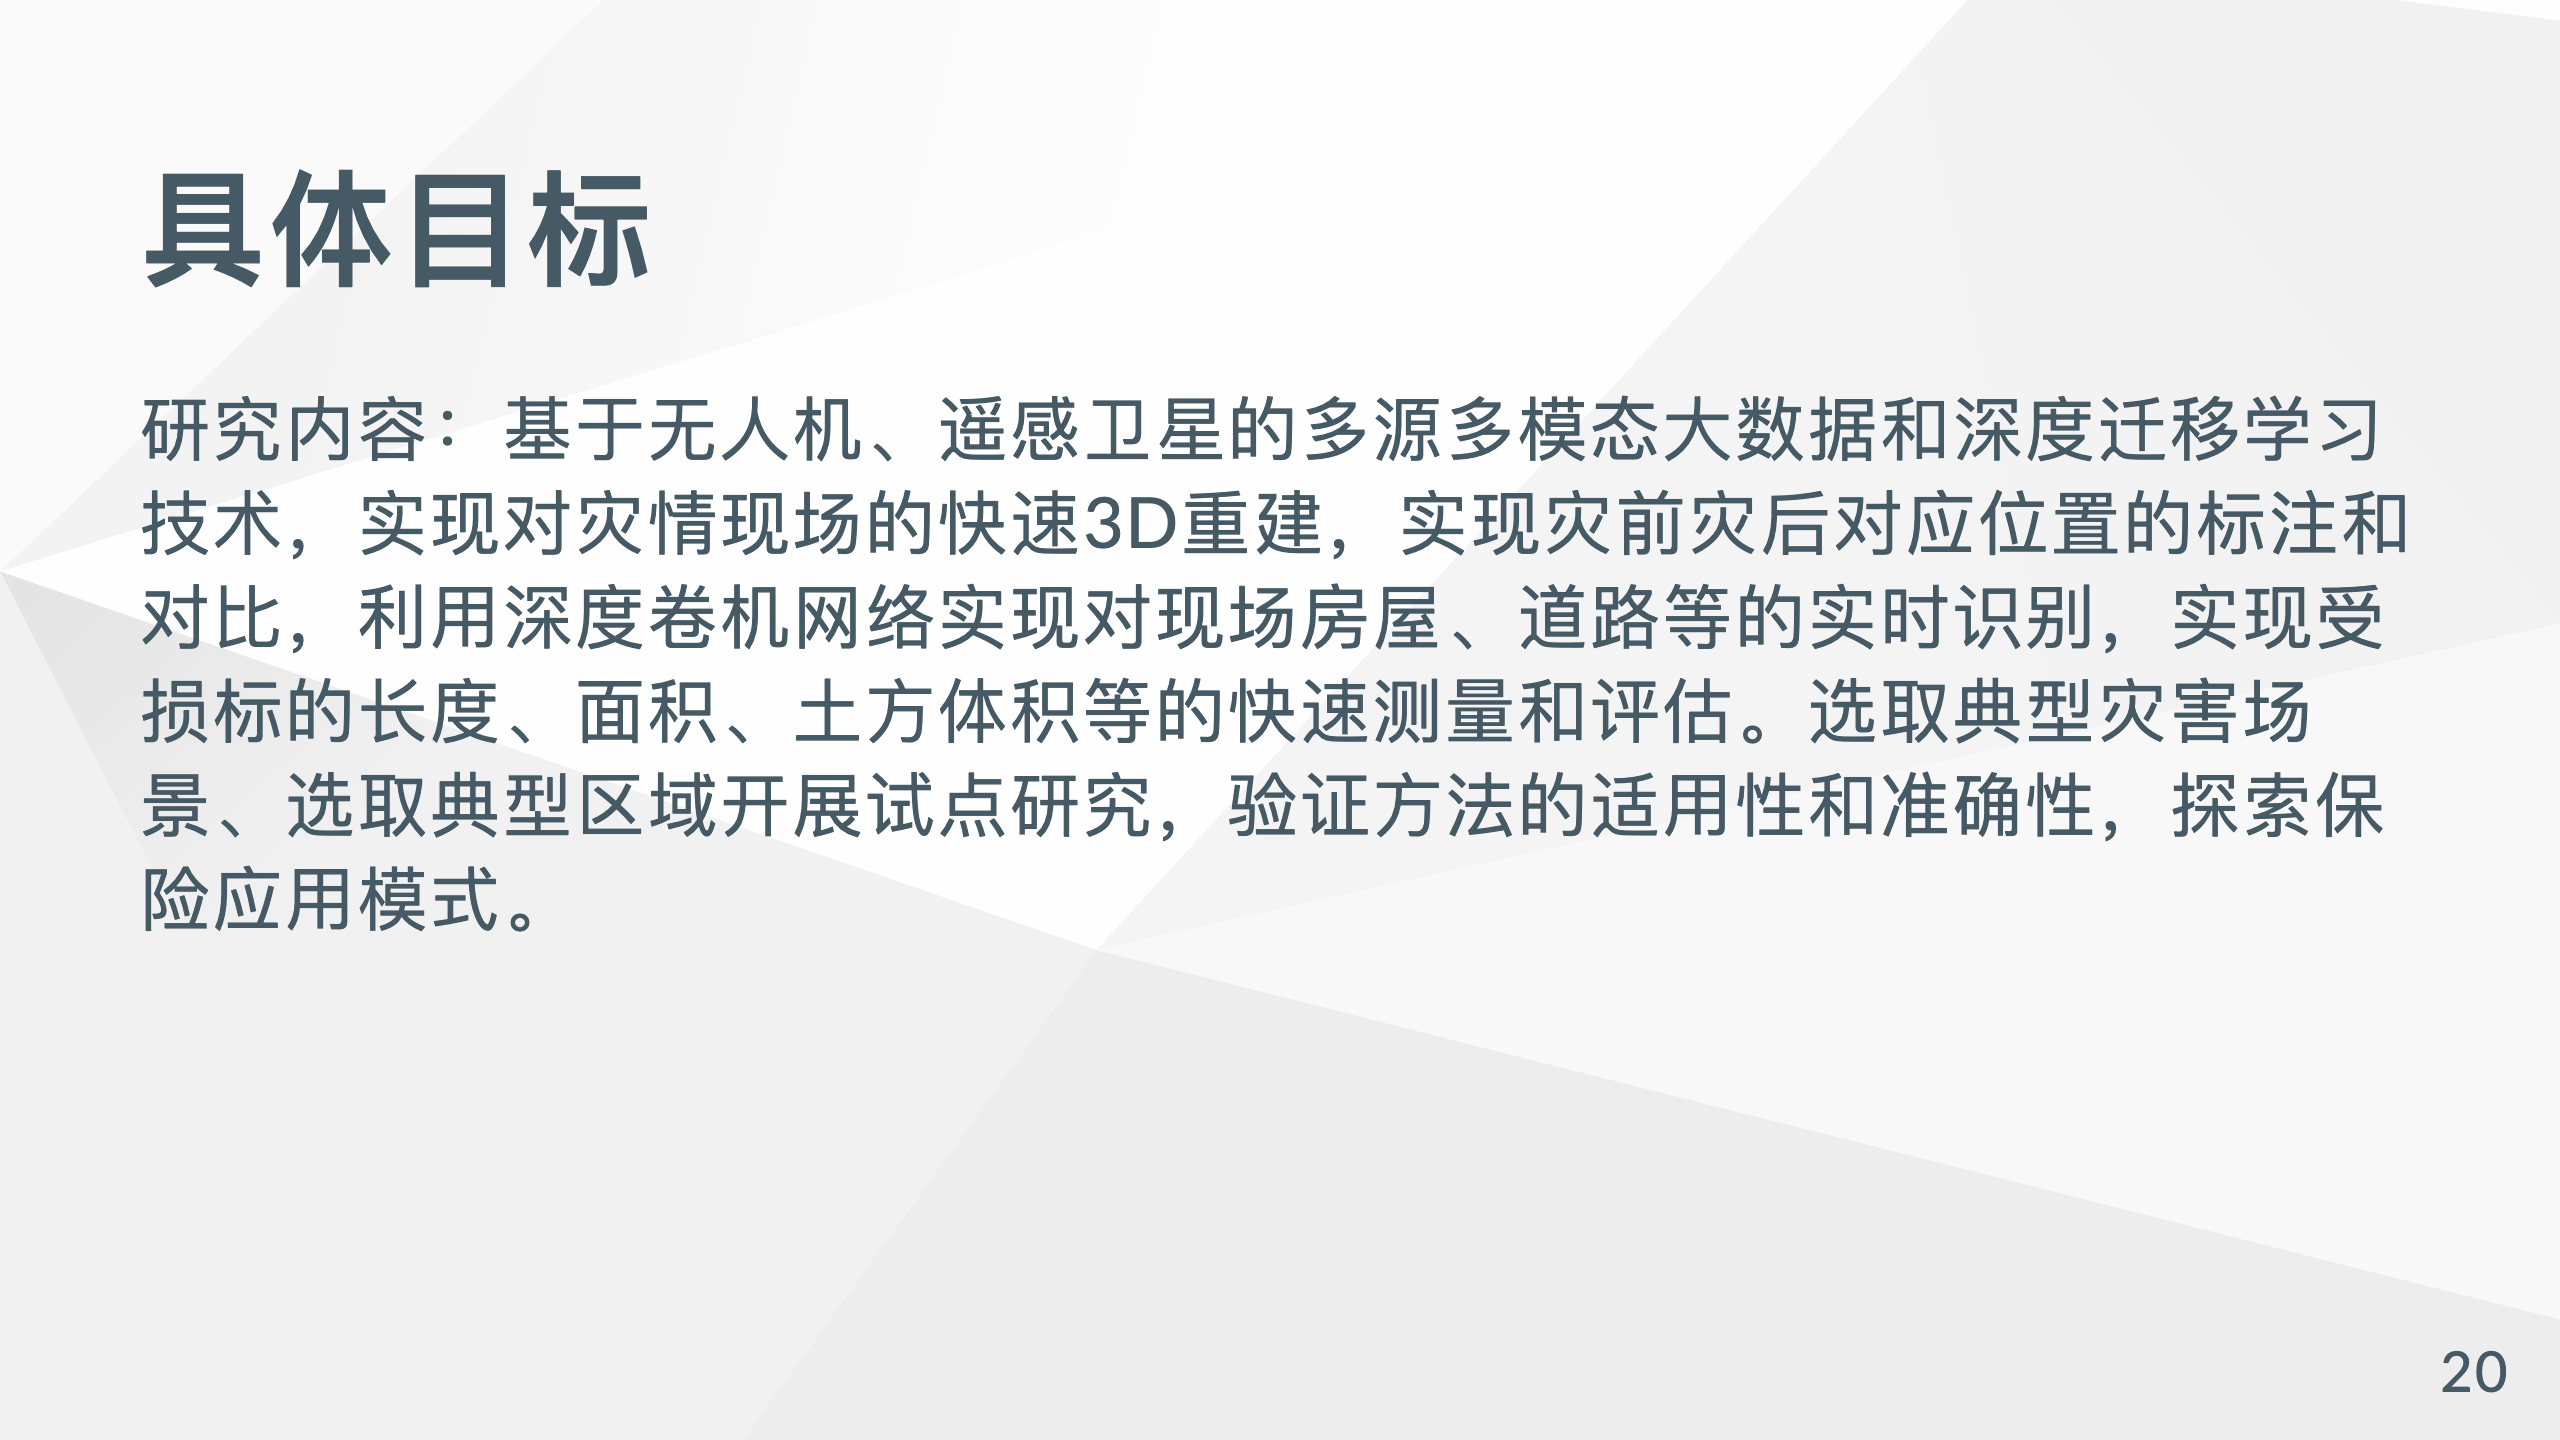 具体目标
研究内容：基于无人机、遥感卫星的多源多模态大数据和深度迁移学习
技术，实现对灾情现场的快速3D重建，实现灾前灾后对应位置的标注和
对比，利用深度卷机网络实现对现场房屋、道路等的实时识别，实现受
损标的长度、面积、土方体积等的快速测量和评估。选取典型灾害场
景、选取典型区域开展试点研究，验证方法的适用性和准确性，探索保
险应用模式。
20